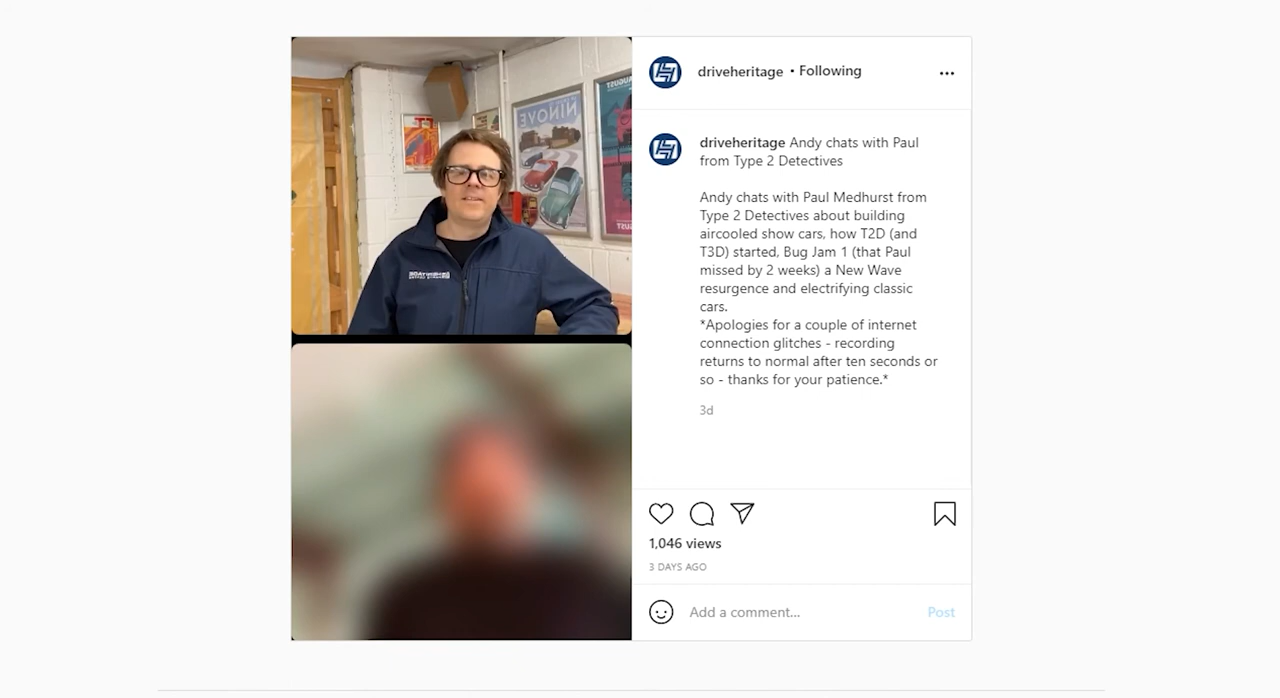 NINOVE
AUGUST
driveheritage • Following
driveheritage Andy chats with Paul
from Type 2 Detectives
Andy chats with Paul Medhurst from
Type 2 Detectives about building
aircooled show cars, how T2D (and
T3D) started, Bug Jam 1 (that Paul
missed by 2 weeks) a New Wave
resurgence and electrifying classic
cars.
*Apologies for a couple of internet
connection glitches - recording
returns to normal after ten seconds or
so - thanks for your patience.*
3d
1,046 views
3 DAYS AGO
Add a comment...
Post